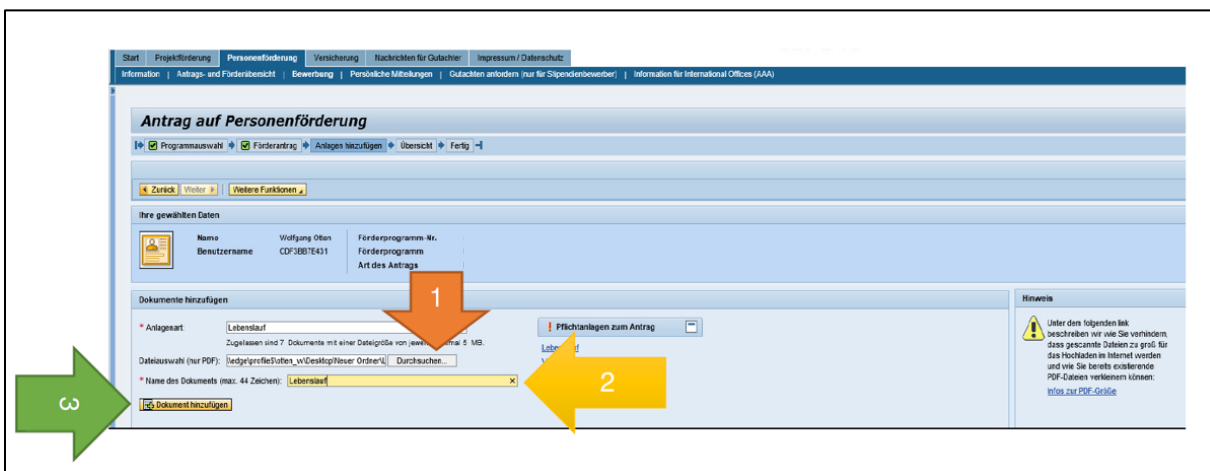 Start Projektförderung Personenförderung Versicherung Nachrichten für Gutachter Impressum / Datenschutz
Information | Antrags- und Förderübersicht | Bewerbung | Persönliche Mitteilungen | Gutachten anfordern (nur für Stipendienbewerber) | Information für International Offices (AAA)
Antrag auf Personenförderung
Programmauswahl Förderantrag Anlagen hinzufügen Übersicht Fertig
Zurück Weiter Weitere Funktionen
Ihre gewählten Daten
Name Wolfgang Otten Förderprogramm-Nr.
Benutzername CDF3BB7E431 Förderprogramm
Art des Antrags
Dokumente hinzufügen
1
Hinweis
* Anlagenart: Lebenslauf
! Pflichtanlagen zum Antrag
Zugelassen sind 7 Dokumente mit einer Dateigröße von 5 MB.
Dateiauswahl (nur PDF): \\edge\profile$\otten_w\Desktop\Neuer Ordner\L Durchsuchen...
* Name des Dokuments (max. 44 Zeichen): Lebenslauf ×
2
3
Dokument hinzufügen
Unter dem folgenden link
beschreiben wir wie Sie verhindern,
dass gescannte Dateien zu groß für
das Hochladen im Internet werden
und wie Sie bereits existierende
PDF-Dateien verkleinern können:
Infos zur PDF-Größe